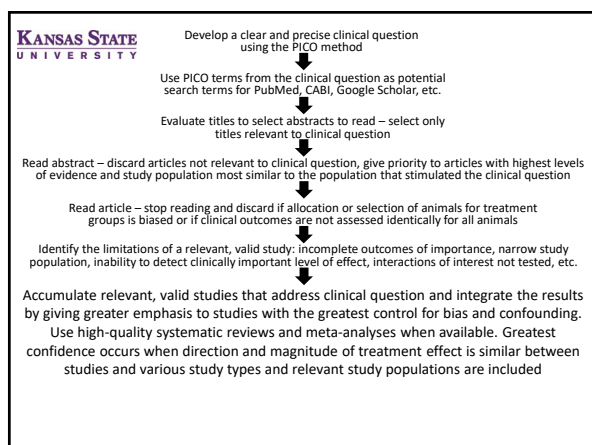 KANSAS STATE
UNIVERSITY
Develop a clear and precise clinical question
using the PICO method
Use PICO terms from the clinical question as potential
search terms for PubMed, CABI, Google Scholar, etc.
Evaluate titles to select abstracts to read – select only
titles relevant to clinical question
Read abstract – discard articles not relevant to clinical question, give priority to articles with highest levels
of evidence and study population most similar to the population that stimulated the clinical question
Read article – stop reading and discard if allocation or selection of animals for treatment
groups is biased or if clinical outcomes are not assessed identically for all animals
Identify the limitations of a relevant, valid study: incomplete outcomes of importance, narrow study
population, inability to detect clinically important level of effect, interactions of interest not tested, etc.
Accumulate relevant, valid studies that address clinical question and integrate the results
by giving greater emphasis to studies with the greatest control for bias and confounding.
Use high-quality systematic reviews and meta-analyses when available. Greatest
confidence occurs when direction and magnitude of treatment effect is similar between
studies and various study types and relevant study populations are included